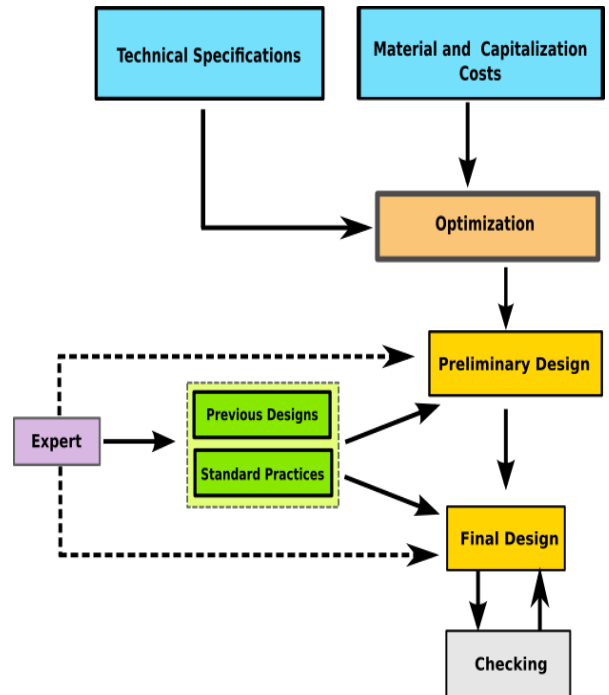 Technical Specifications
Material and Capitalization
Costs
Optimization
Preliminary Design
Previous Designs
Expert
Standard Practices
Final Design
Checking